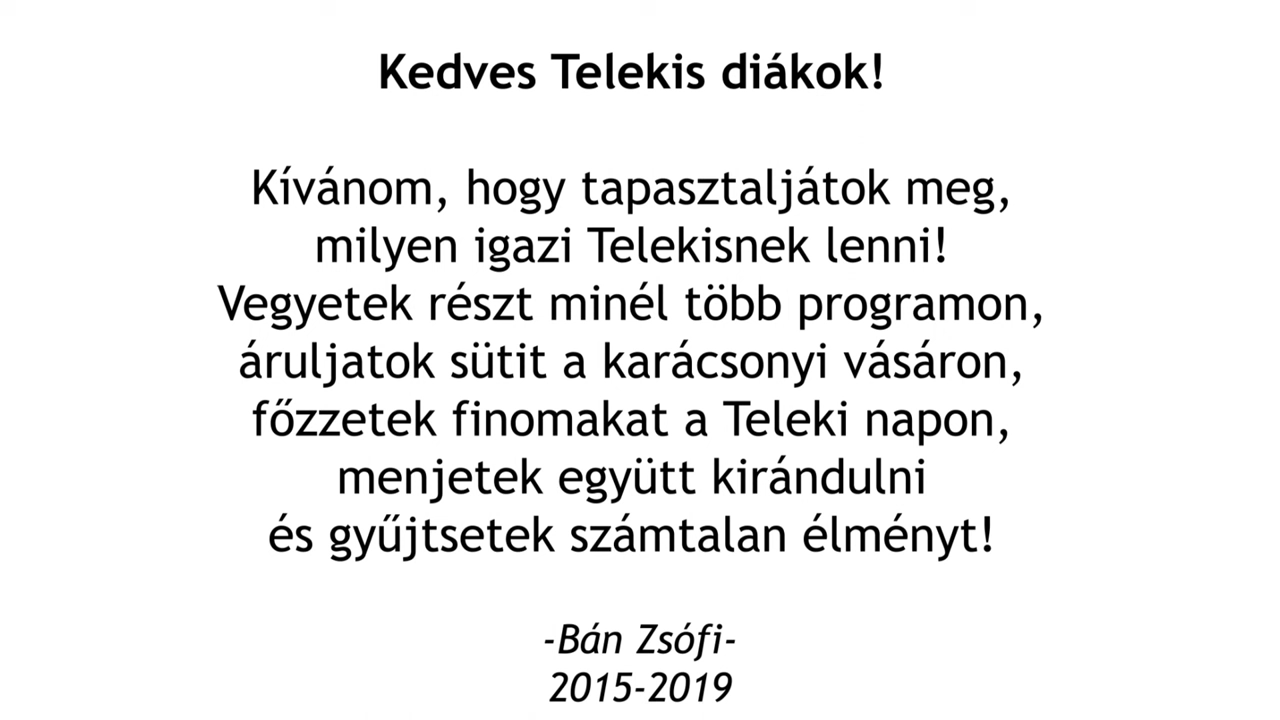 Kedves Telekis diákok!
Kívánom, hogy tapasztaljátok meg,
milyen igazi Telekisnek lenni!
Vegyetek részt minél több programon,
áruljatok sütit a karácsonyi vásáron,
főzzetek finomakat a Teleki napon,
menjetek együtt kirándulni
és gyűjtsetek számtalan élményt!
-Bán Zsófi-
2015-2019